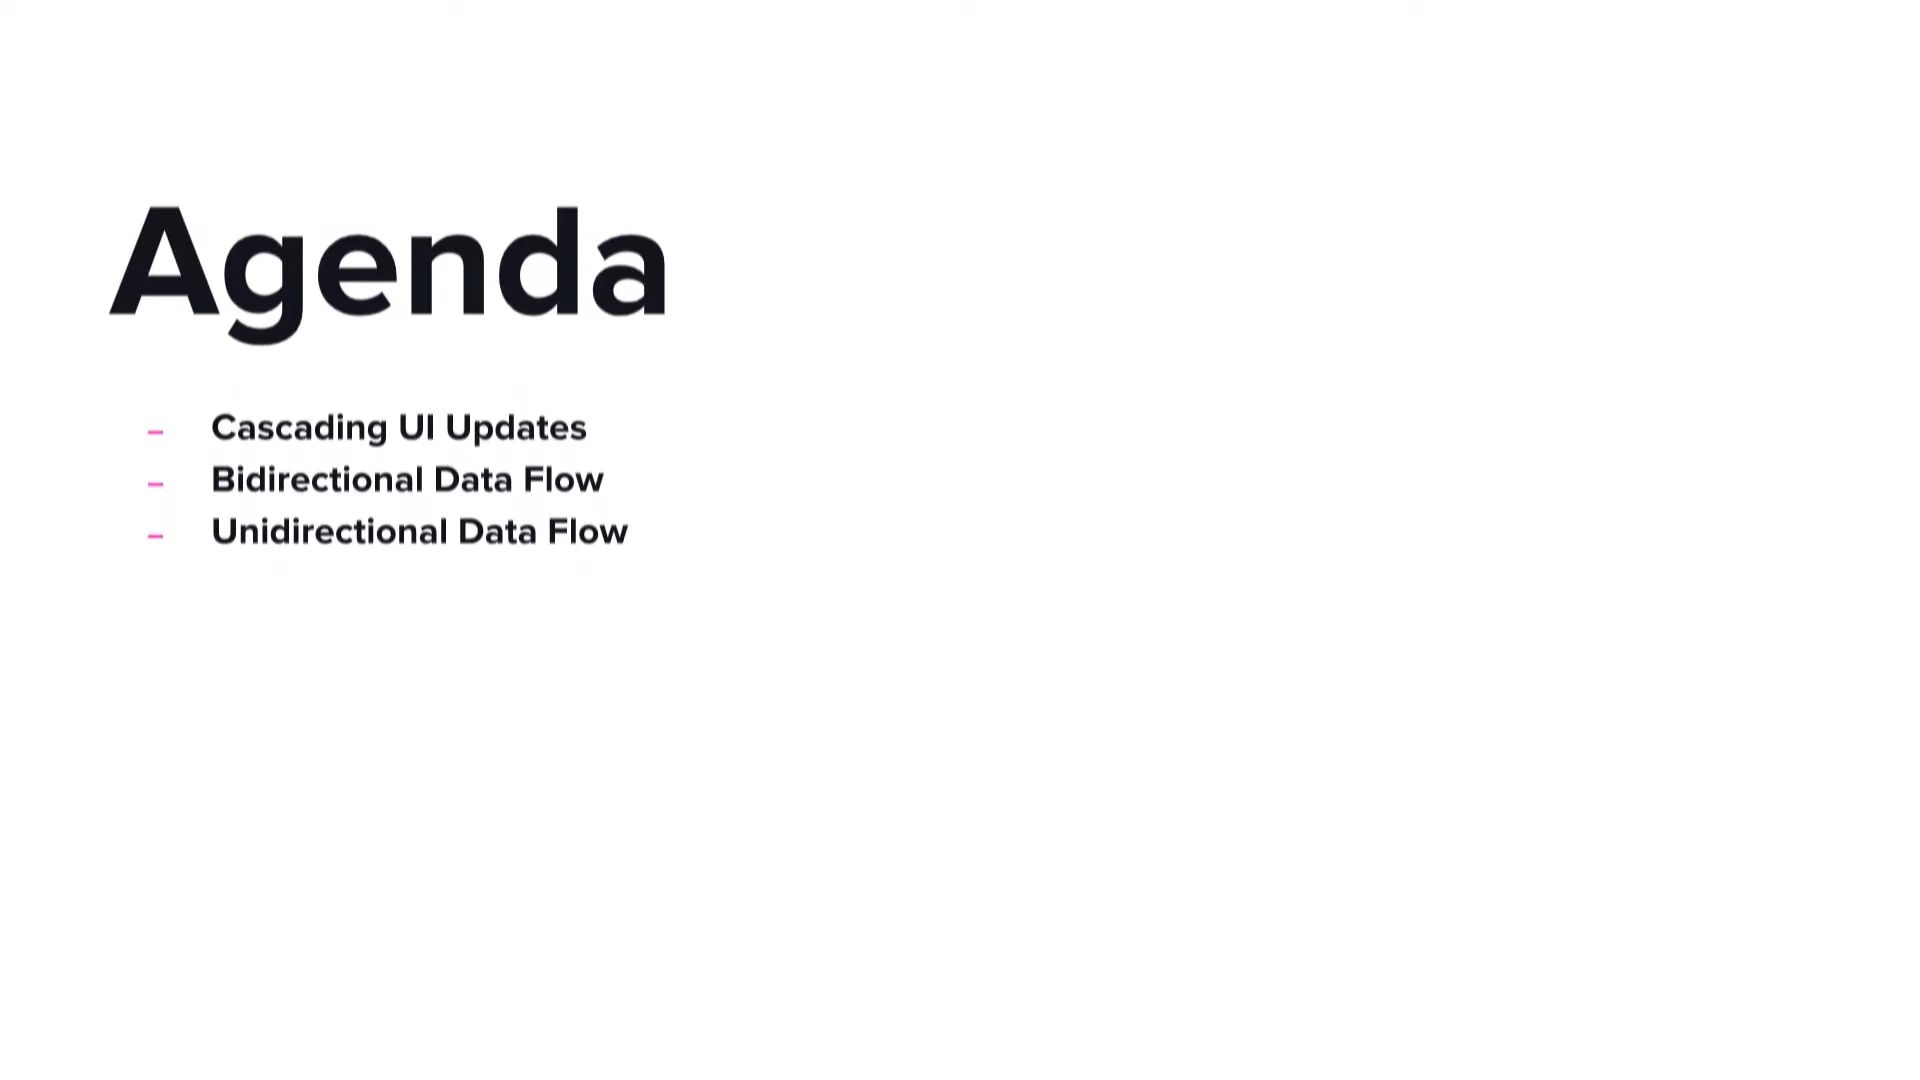 Agenda
– Cascading UI Updates
– Bidirectional Data Flow
– Unidirectional Data Flow